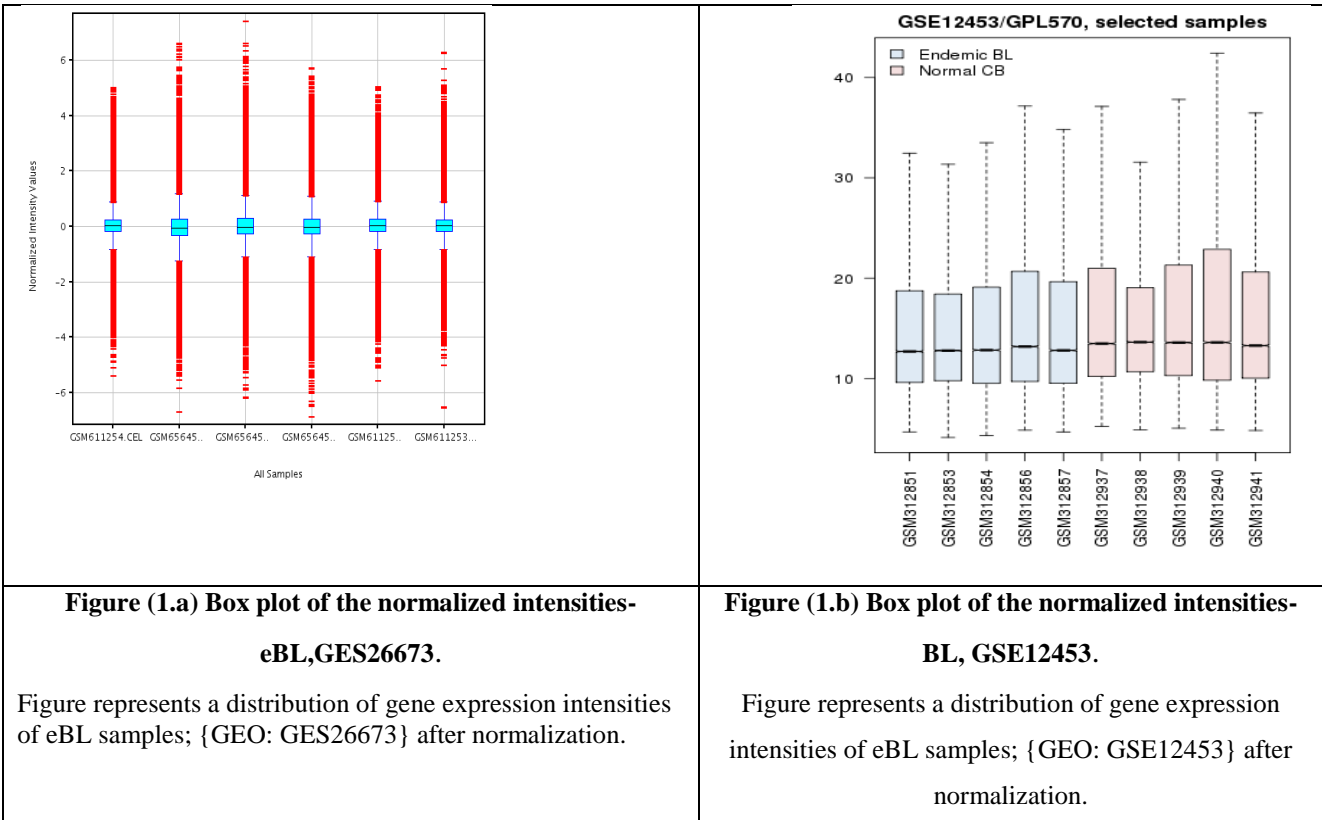 6
4
2
0
-2
-4
-6
Normalized Intensity Values
GSM611254.CEL GSM65645.. GSM65645.. GSM65645.. GSM61125.. GSM611253...
All Samples
GSE12453/GPL570, selected samples
Endemic BL
Normal CB
40
30
20
10
GSM312851
GSM312853
GSM312854
GSM312856
GSM312857
GSM312937
GSM312938
GSM312939
GSM312940
GSM312941
Figure (1.a) Box plot of the normalized intensities-
eBL,GES26673.
Figure represents a distribution of gene expression intensities
of eBL samples; {GEO: GES26673} after normalization.
Figure (1.b) Box plot of the normalized intensities-
BL, GSE12453.
Figure represents a distribution of gene expression
intensities of eBL samples; {GEO: GSE12453} after
normalization.